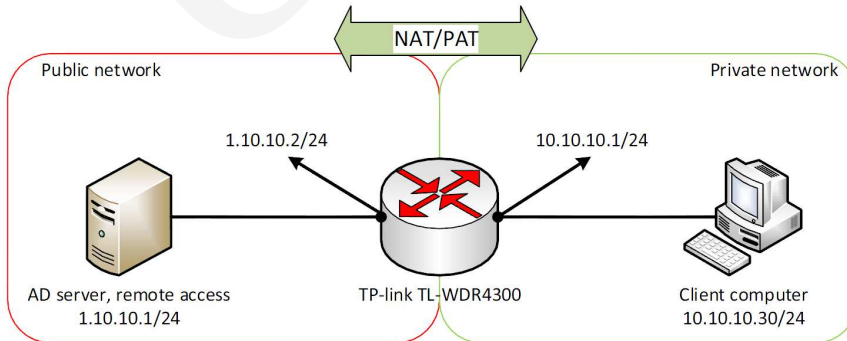 NAT/PAT
Public network
Private network
1.10.10.2/24
10.10.10.1/24
AD server, remote access
1.10.10.1/24
TP-link TL-WDR4300
Client computer
10.10.10.30/24